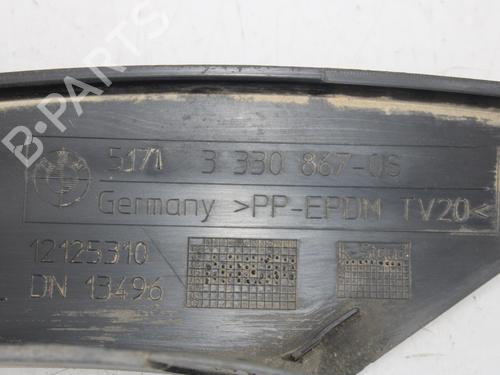 B-PARTS
5171 3 330 867-06
Germany >PP-EPDM TV20<
12125310
DN 13496